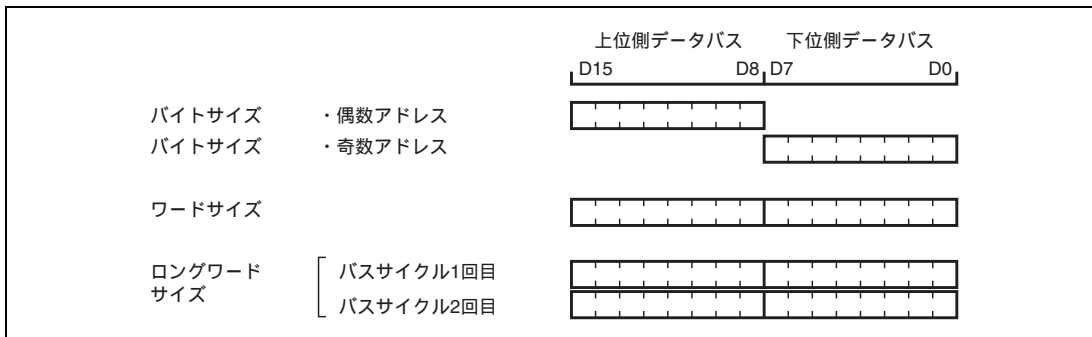 上位側データバス 下位側データバス
D15 D8 D7 D0
バイトサイズ ・偶数アドレス
バイトサイズ ・奇数アドレス
ワードサイズ
ロングワード バスサイクル1回目
サイズ
バスサイクル2回目